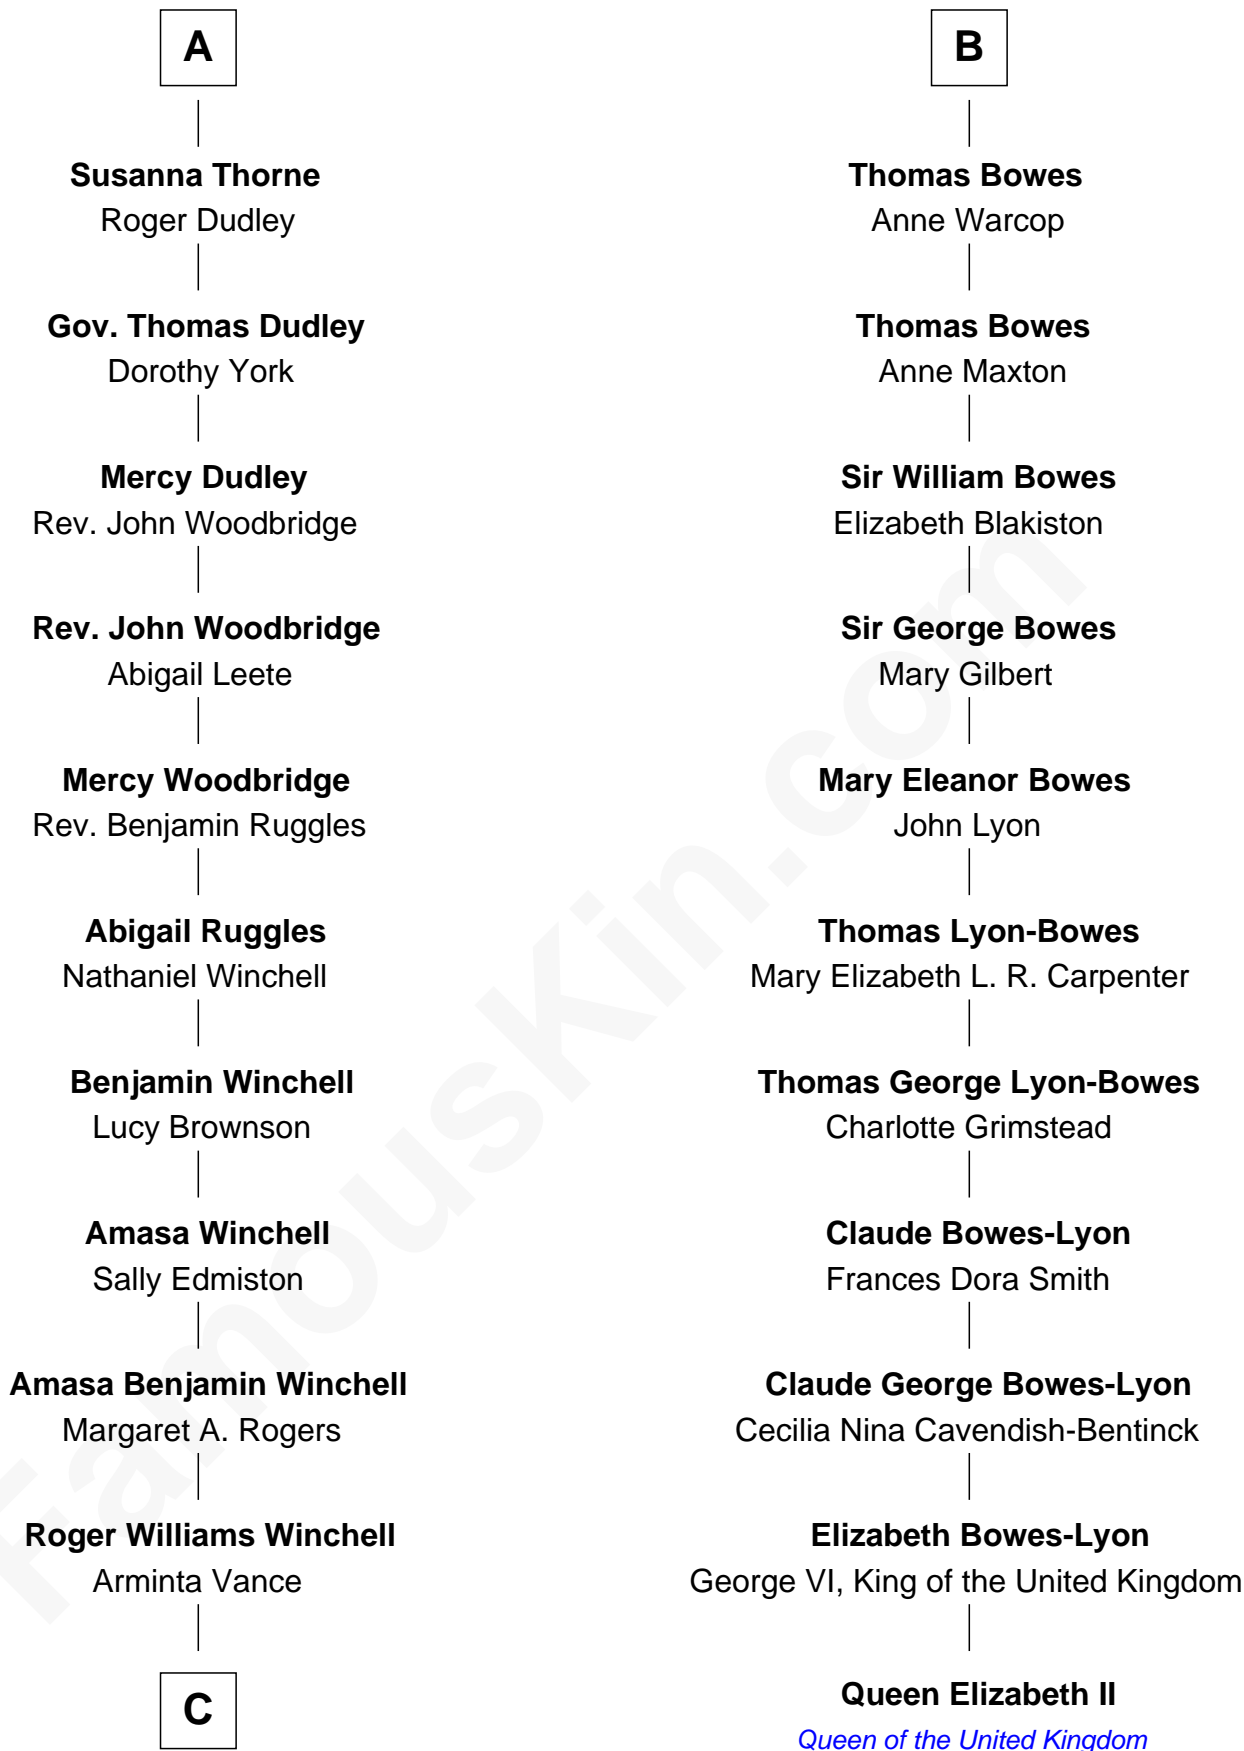 A
Susanna Thorne
Roger Dudley
Gov. Thomas Dudley
Dorothy York
Mercy Dudley
Rev. John Woodbridge
Rev. John Woodbridge
Abigail Leete
Mercy Woodbridge
Rev. Benjamin Ruggles
Abigail Ruggles
Nathaniel Winchell
Benjamin Winchell
Lucy Brownson
Amasa Winchell
Sally Edmiston
Amasa Benjamin Winchell
Margaret A. Rogers
Roger Williams Winchell
Arminta Vance
C
B
Thomas Bowes
Anne Warcop
Thomas Bowes
Anne Maxton
Sir William Bowes
Elizabeth Blakiston
Sir George Bowes
Mary Gilbert
Mary Eleanor Bowes
John Lyon
Thomas Lyon-Bowes
Mary Elizabeth L. R. Carpenter
Thomas George Lyon-Bowes
Charlotte Grimstead
Claude Bowes-Lyon
Frances Dora Smith
Claude George Bowes-Lyon
Cecilia Nina Cavendish-Bentinck
Elizabeth Bowes-Lyon
George VI, King of the United Kingdom
Queen Elizabeth II
Queen of the United Kingdom
FamousKin.com